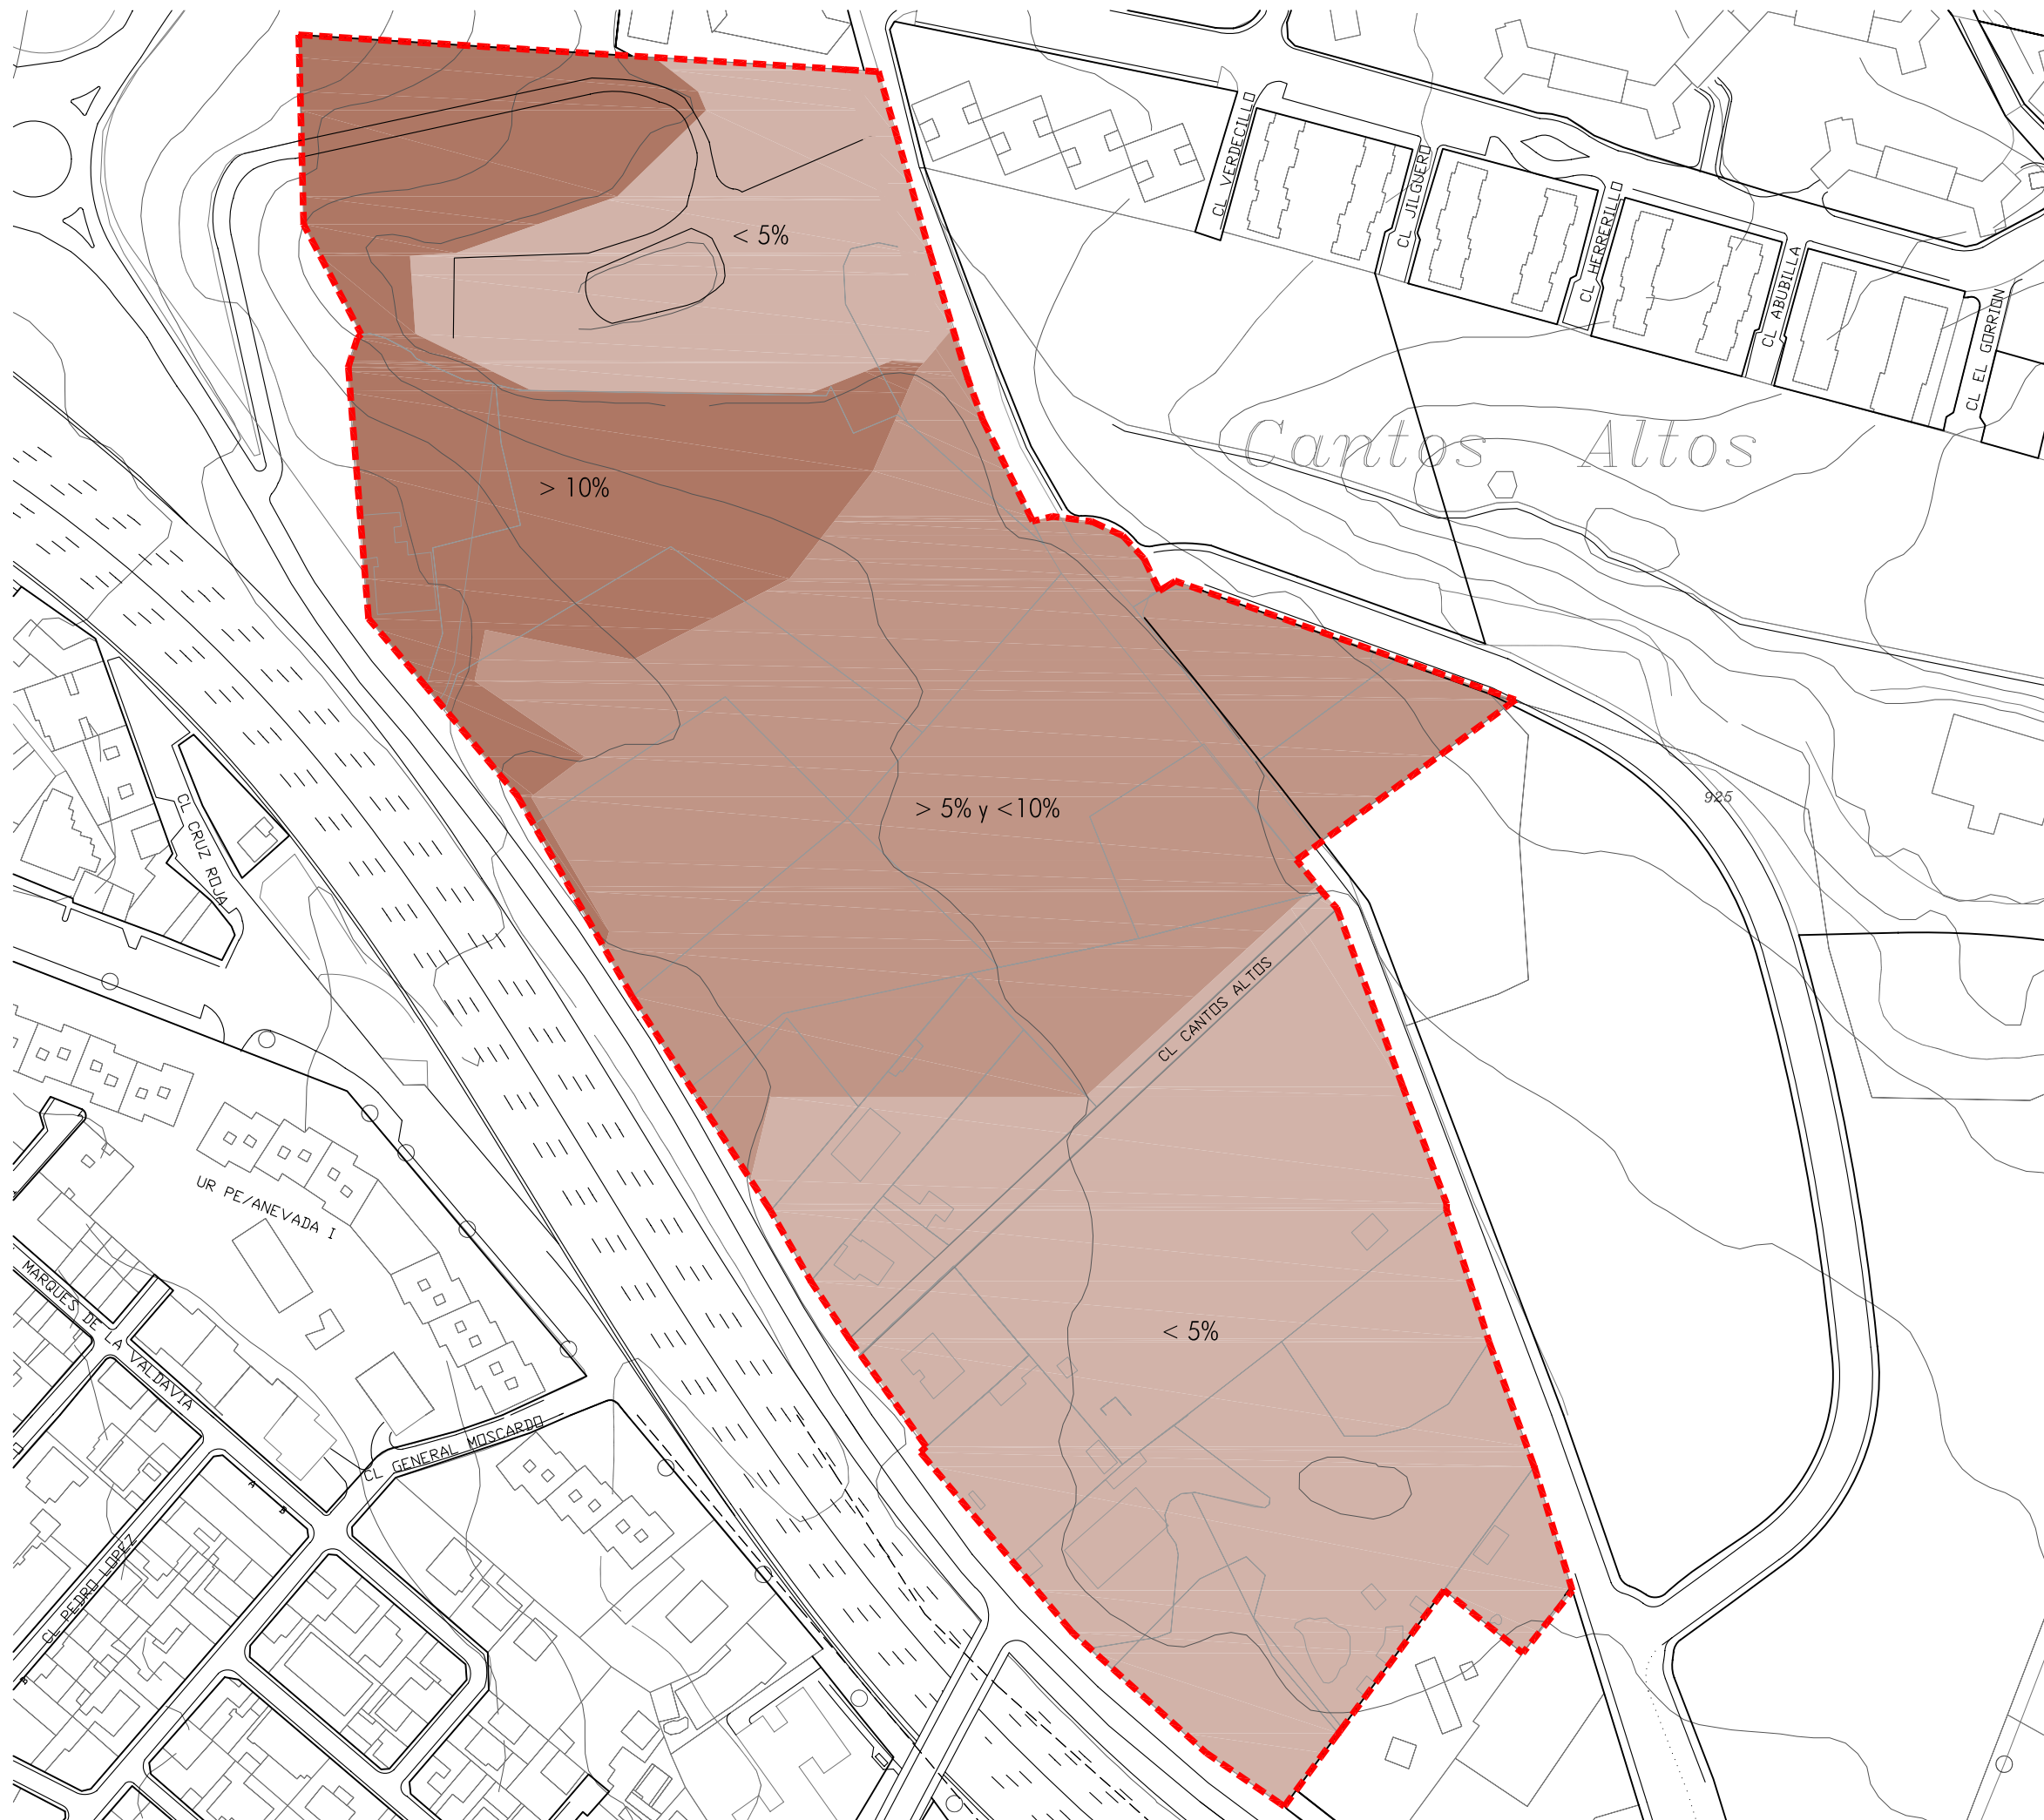 CL VERDECILLO
CL JILGUERO
CL HERRERILLO
CL ABUBILLA
CL EL GORRION
< 5%
Cantos Altos
> 10%
925
> 5% y <10%
CL CRUZ ROJA
CL CANTOS ALTOS
UR PE/ANEVADA I
MARQUES DE LA VALDAVIA
< 5%
CL GENERAL MOSCARDO
CL PEDRO LOPEZ